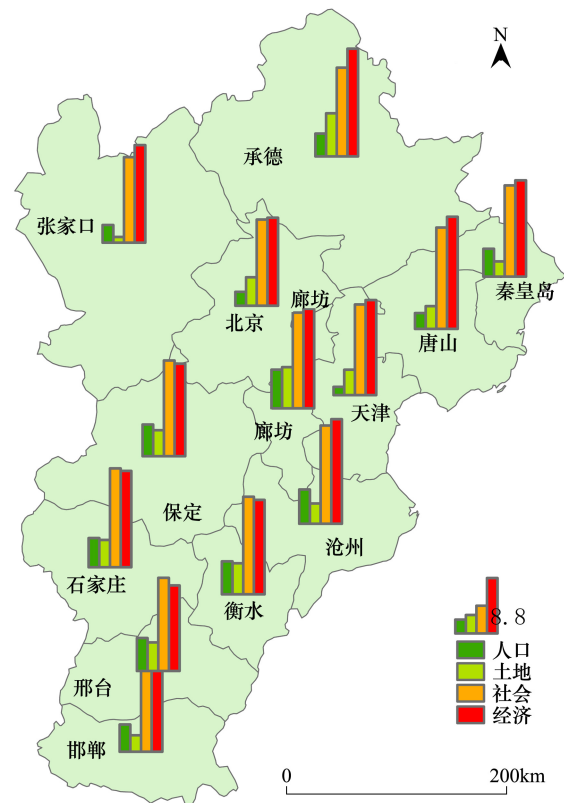 N
承德
张家口
秦皇岛
廊坊
北京
唐山
天津
廊坊
保定
沧州
石家庄
衡水
8.8
人口
土地
社会
经济
邢台
邯郸
0 200km